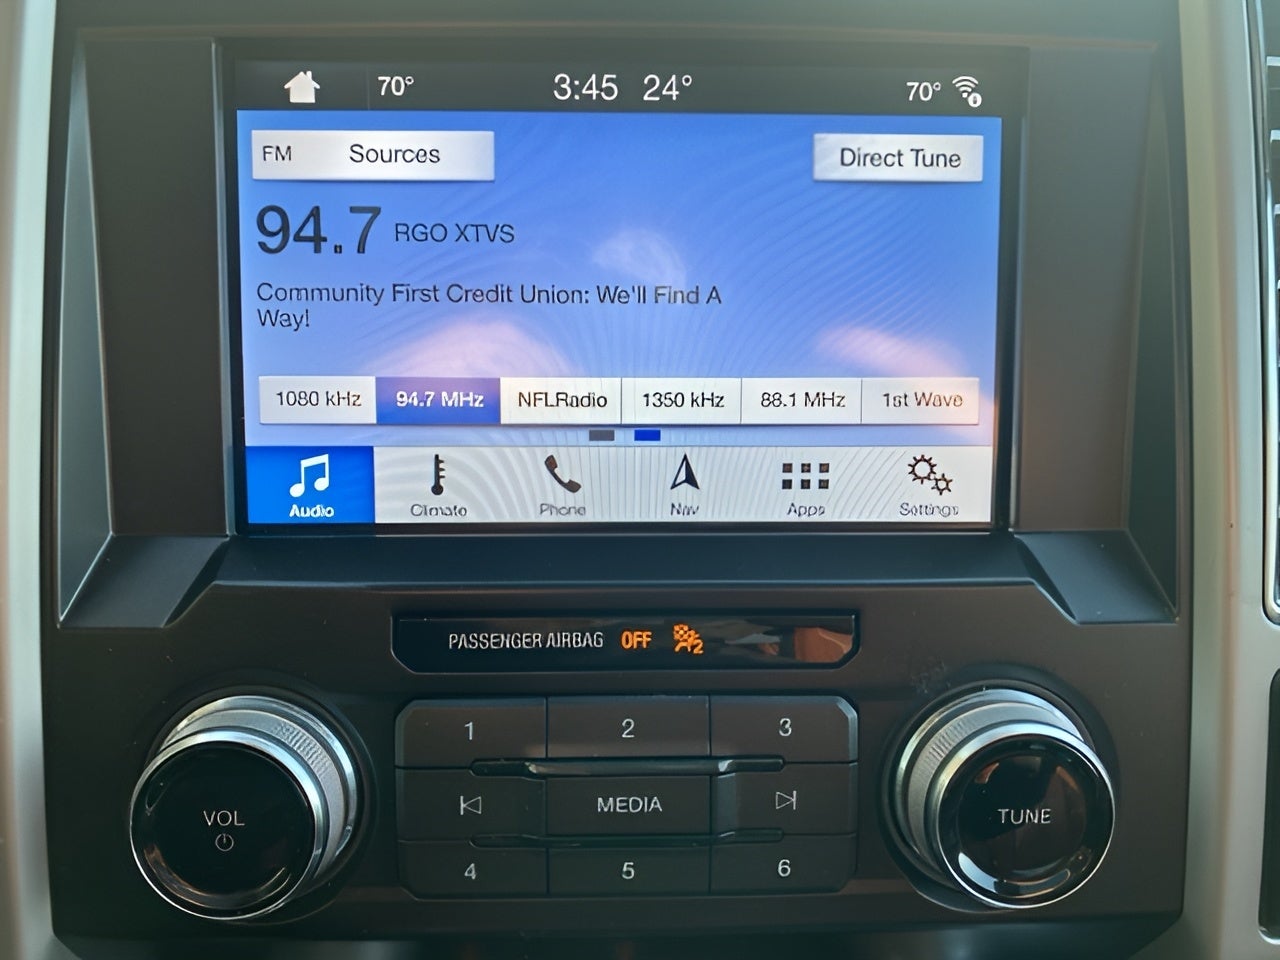 70° 3:45 24° 70°
FM Sources Direct Tune
94.7 RGO XTVS
Community First Credit Union: We'll Find A
Way!
1080 kHz 94.7 MHz NFLRadio 1350 kHz 88.1 MHz 1st Wave
Audio Climate Phone Nav Apps Settings
PASSENGER AIRBAG OFF 2
1 2 3
VOL MEDIA TUNE
4 5 6